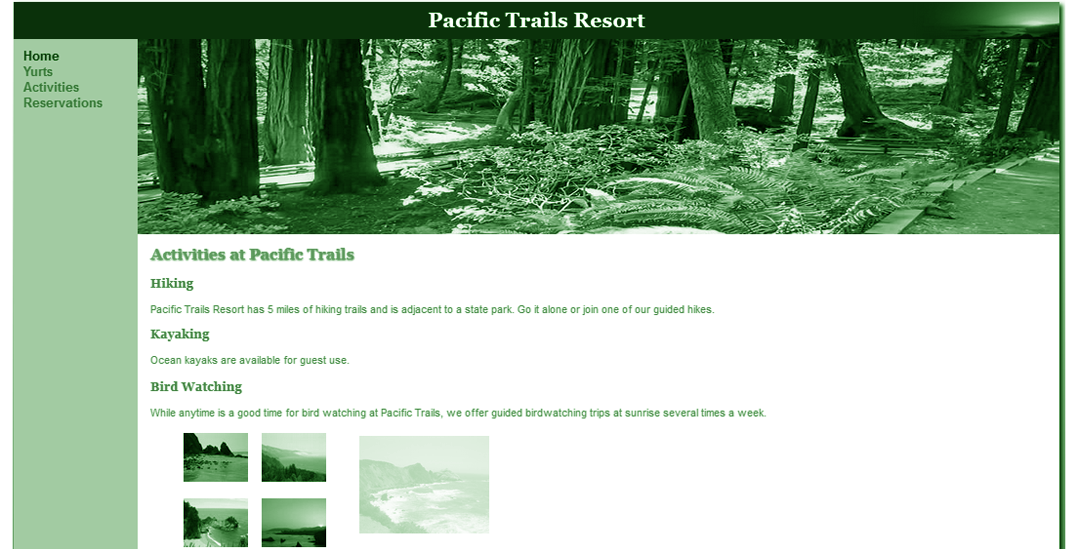 Pacific Trails Resort
Home
Yurts
Activities
Reservations
Activities at Pacific Trails
Hiking
Pacific Trails Resort has 5 miles of hiking trails and is adjacent to a state park. Go it alone or join one of our guided hikes.
Kayaking
Ocean kayaks are available for guest use.
Bird Watching
While anytime is a good time for bird watching at Pacific Trails, we offer guided birdwatching trips at sunrise several times a week.